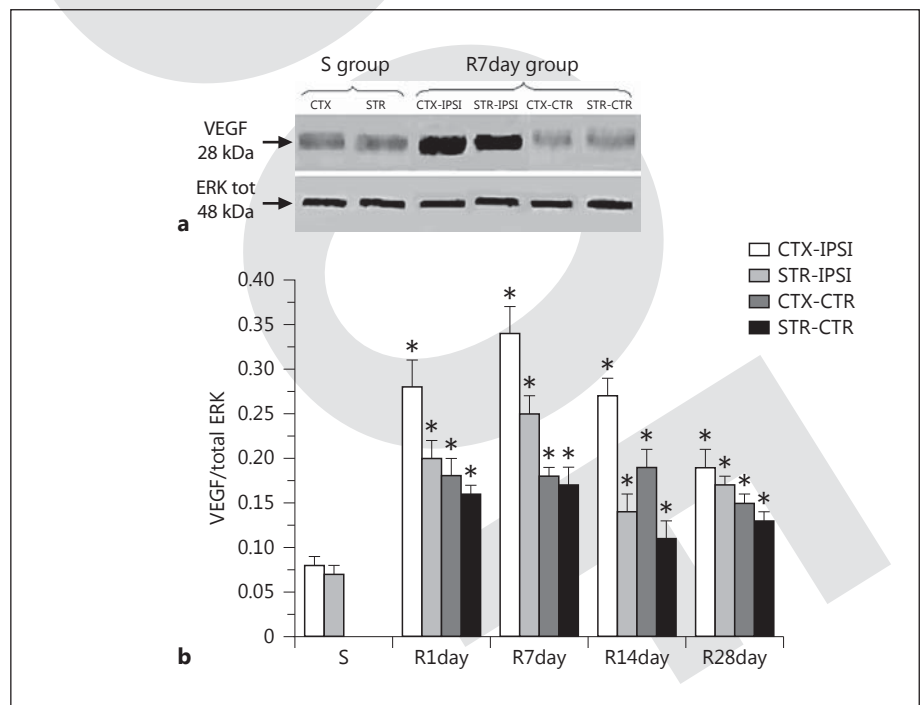 S group R7day group
CTX STR CTX-IPSI STR-IPSI CTX-CTR STR-CTR
VEGF
28 kDa
ERK tot
48 kDa
a
CTX-IPSI
STR-IPSI
CTX-CTR
STR-CTR
VEGF/total ERK
0.40
0.35
0.30
0.25
0.20
0.15
0.10
0.05
0
* * * *
* * * *
* * * *
* * * *
S R1day R7day R14day R28day
b